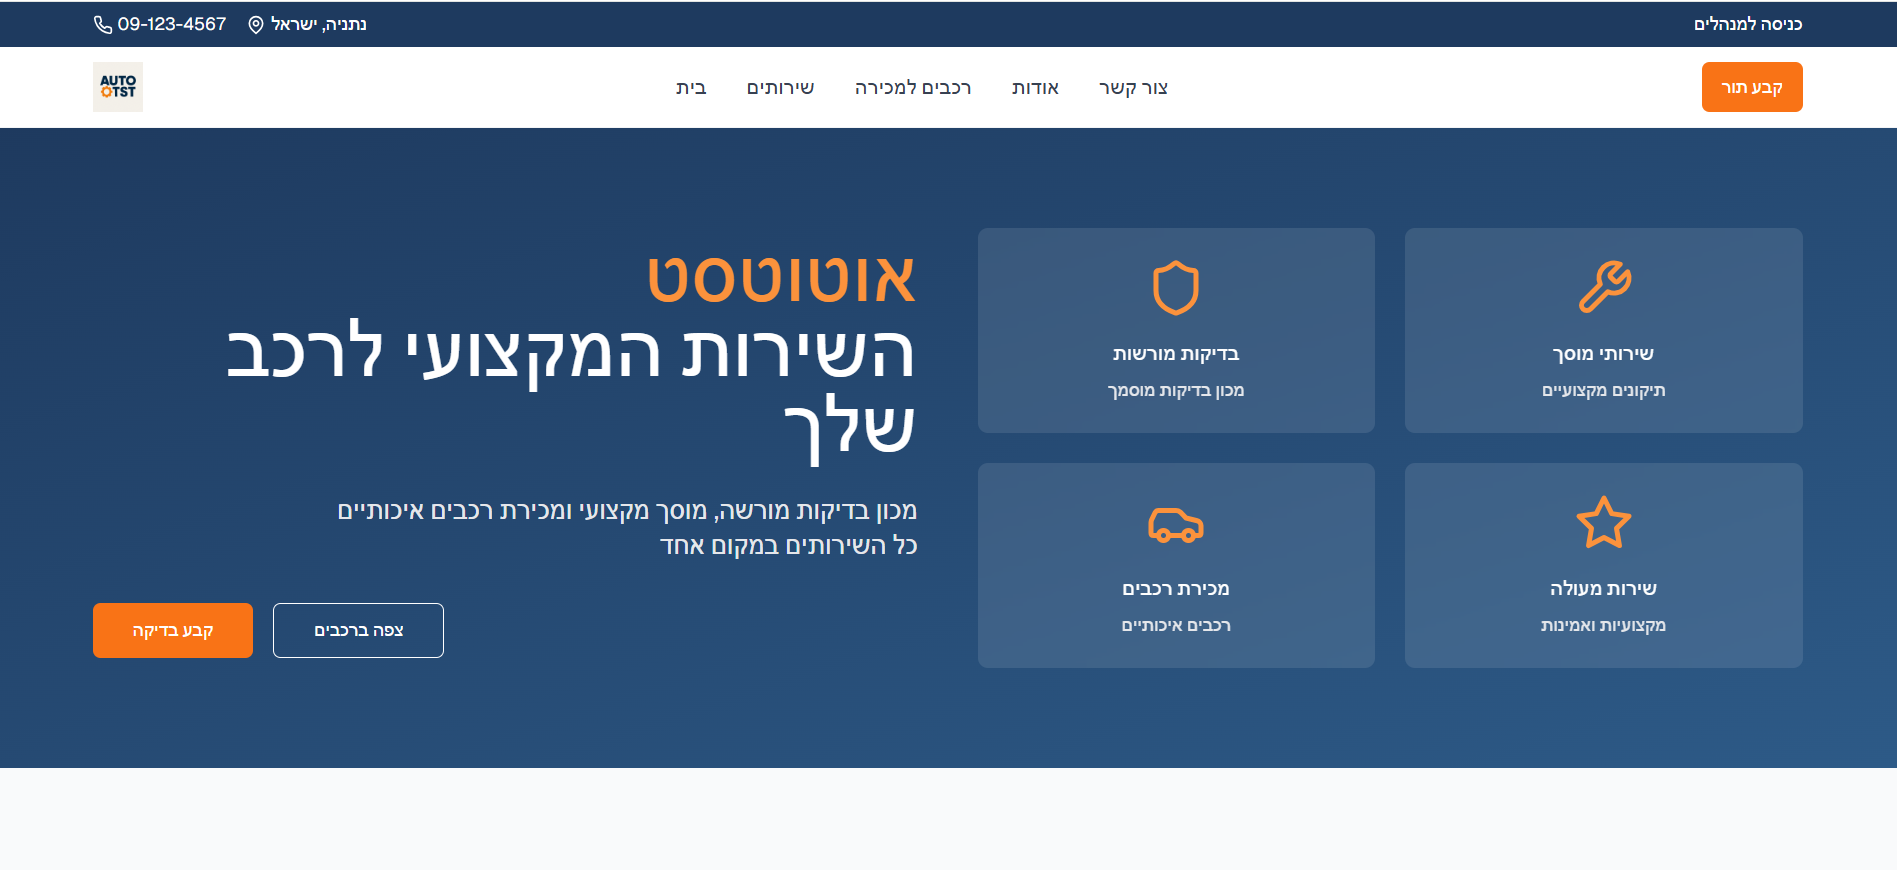 כניסה למנהלים
נתניה, ישראל
09-123-4567
קבע תור
צור קשר
אודות
רכבים למכירה
שירותים
בית
AUTO
TST
אוטוטסט
השירות המקצועי לרכב
שלך
מכון בדיקות מורשה, מוסך מקצועי ומכירת רכבים איכותיים
כל השירותים במקום אחד
צפה ברכבים
קבע בדיקה
שירותי מוסך
תיקונים מקצועיים
בדיקות מורשות
מכון בדיקות מוסמך
שירות מעולה
מקצועיות ואמינות
מכירת רכבים
רכבים איכותיים